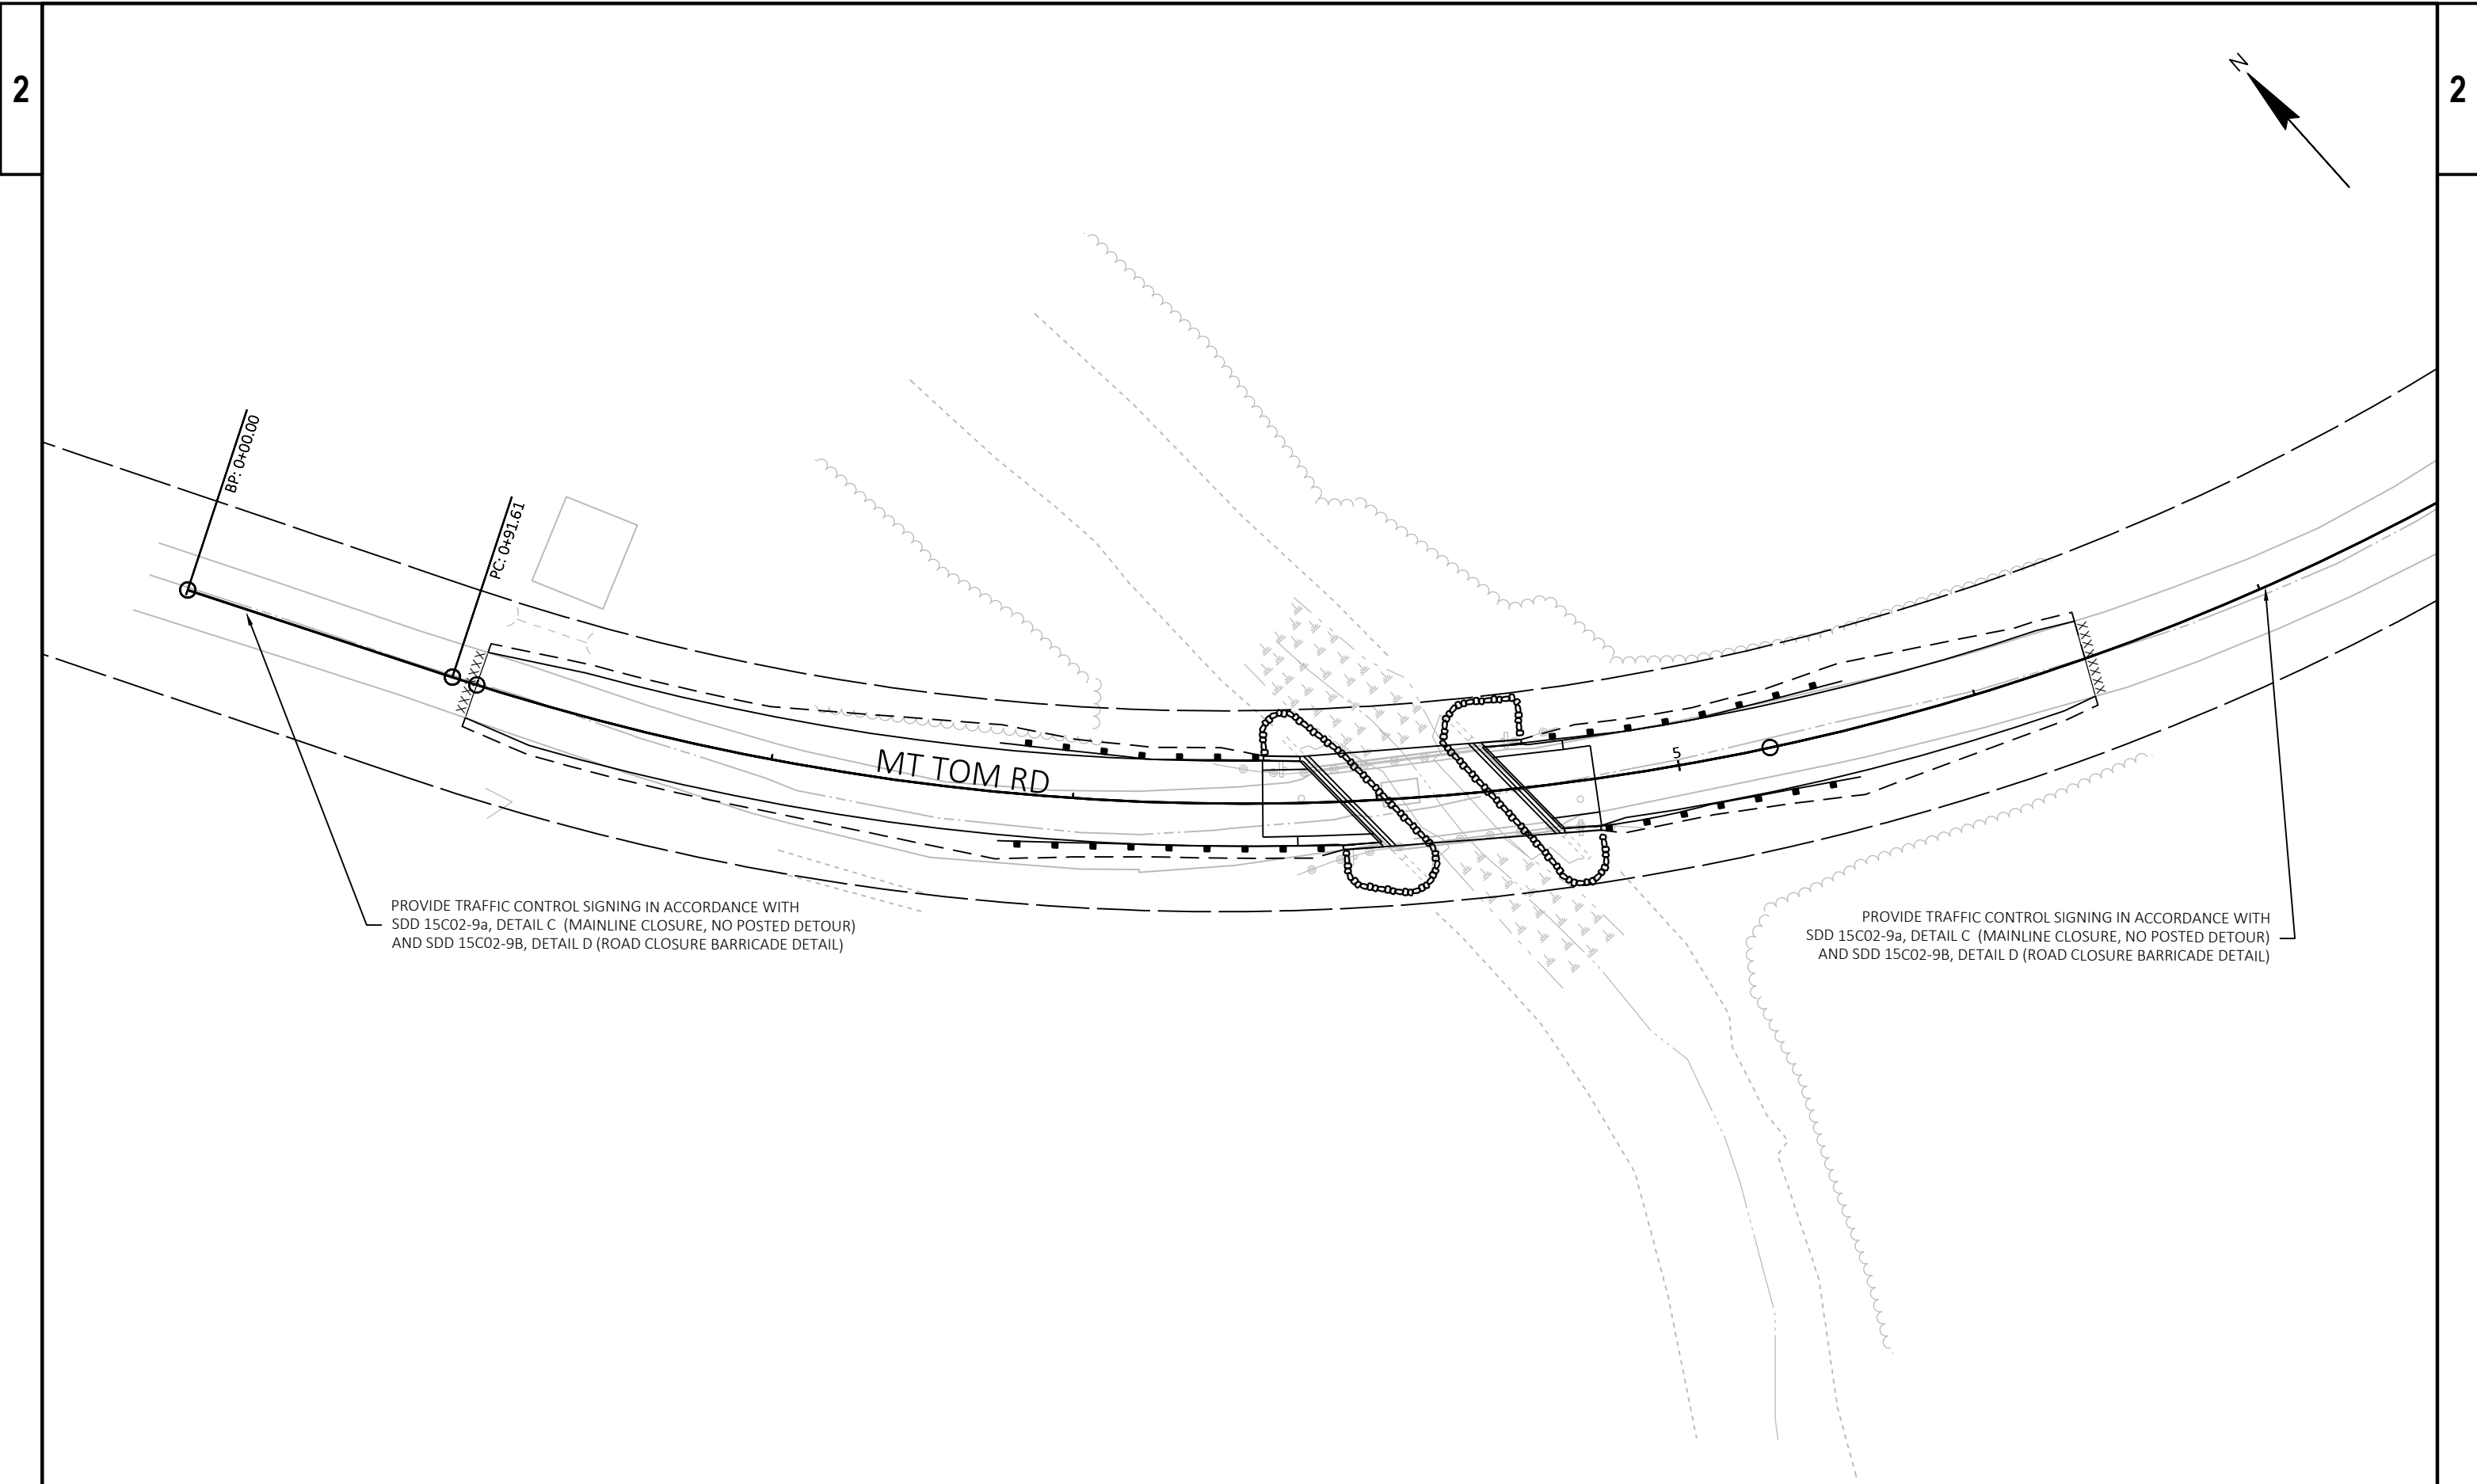 2
2
N
BP: 0+00.00
PC: 0+91.61
MT TOM RD
5
PROVIDE TRAFFIC CONTROL SIGNING IN ACCORDANCE WITH
SDD 15C02-9a, DETAIL C (MAINLINE CLOSURE, NO POSTED DETOUR)
AND SDD 15C02-9B, DETAIL D (ROAD CLOSURE BARRICADE DETAIL)
PROVIDE TRAFFIC CONTROL SIGNING IN ACCORDANCE WITH
SDD 15C02-9a, DETAIL C (MAINLINE CLOSURE, NO POSTED DETOUR)
AND SDD 15C02-9B, DETAIL D (ROAD CLOSURE BARRICADE DETAIL)